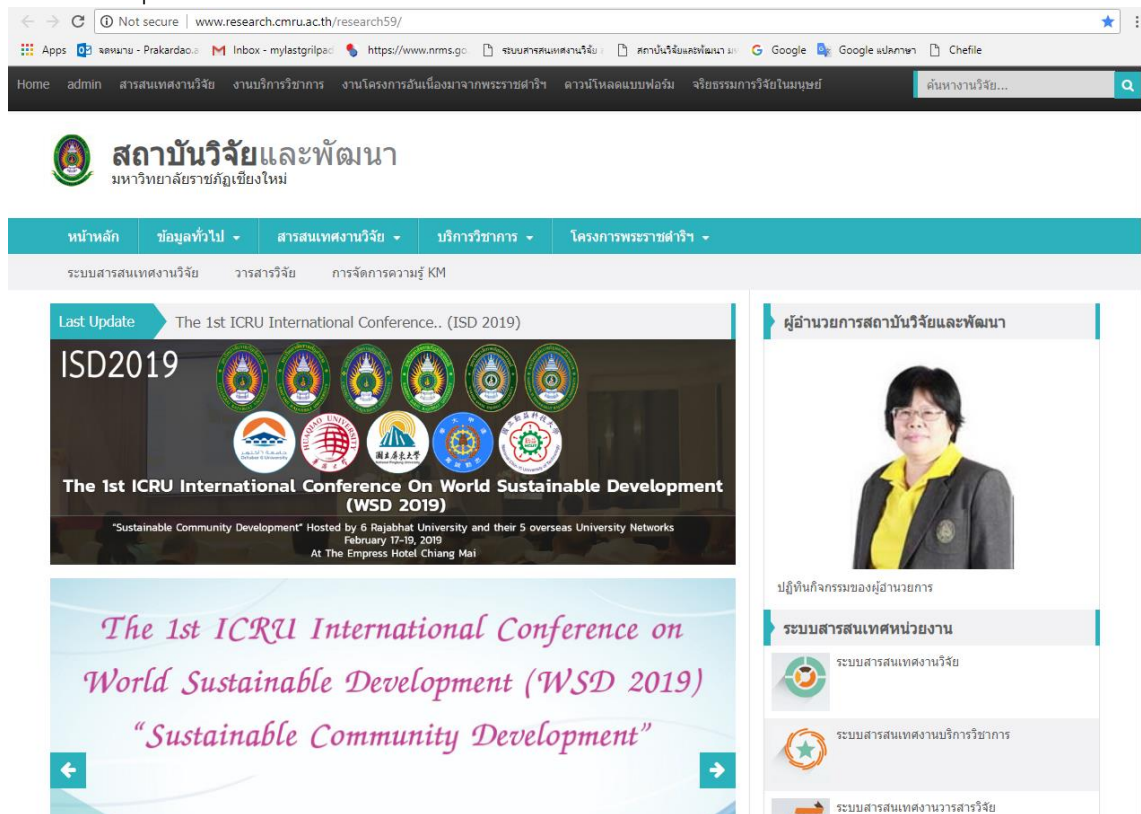 Not secure | www.research.cmru.ac.th/research59/
Apps จดหมาย - Prakardao.s Inbox - mylastgrilpac https://www.nrms.go. ระบบสารสนเทศงานวิจัย สถาบันวิจัยและพัฒนา Google Google แปลภาษา Chefile
Home admin สารสนเทศงานวิจัย งานบริการวิชาการ งานโครงการอันเนื่องมาจากพระราชดำริฯ ดาวน์โหลดแบบฟอร์ม จริยธรรมการวิจัยในมนุษย์ ค้นหางานวิจัย...
สถาบันวิจัยและพัฒนา
มหาวิทยาลัยราชภัฏเชียงใหม่
หน้าหลัก ข้อมูลทั่วไป สารสนเทศงานวิจัย บริการวิชาการ โครงการพระราชดำริฯ
ระบบสารสนเทศงานวิจัย วารสารวิจัย การจัดการความรู้ KM
Last Update The 1st ICRU International Conference.. (ISD 2019)
ISD2019
The 1st ICRU International Conference On World Sustainable Development
(WSD 2019)
"Sustainable Community Development" Hosted by 6 Rajabhat University and their 5 overseas University Networks
February 17-19, 2019
At The Empress Hotel Chiang Mai
The 1st ICRU International Conference on
World Sustainable Development (WSD 2019)
"Sustainable Community Development"
ผู้อำนวยการสถาบันวิจัยและพัฒนา
ปฏิทินกิจกรรมของผู้อำนวยการ
ระบบสารสนเทศหน่วยงาน
ระบบสารสนเทศงานวิจัย
ระบบสารสนเทศงานบริการวิชาการ
ระบบสารสนเทศงานวารสารวิจัย